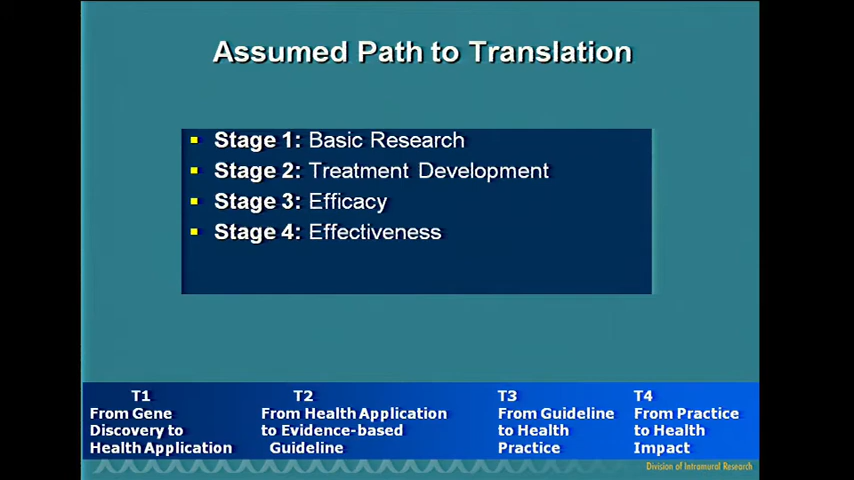 Assumed Path to Translation
Stage 1: Basic Research
Stage 2: Treatment Development
Stage 3: Efficacy
Stage 4: Effectiveness
T1
From Gene
Discovery to
Health Application
T2
From Health Application
to Evidence-based
Guideline
T3
From Guideline
to Health
Practice
T4
From Practice
to Health
Impact
Division of Intramural Research